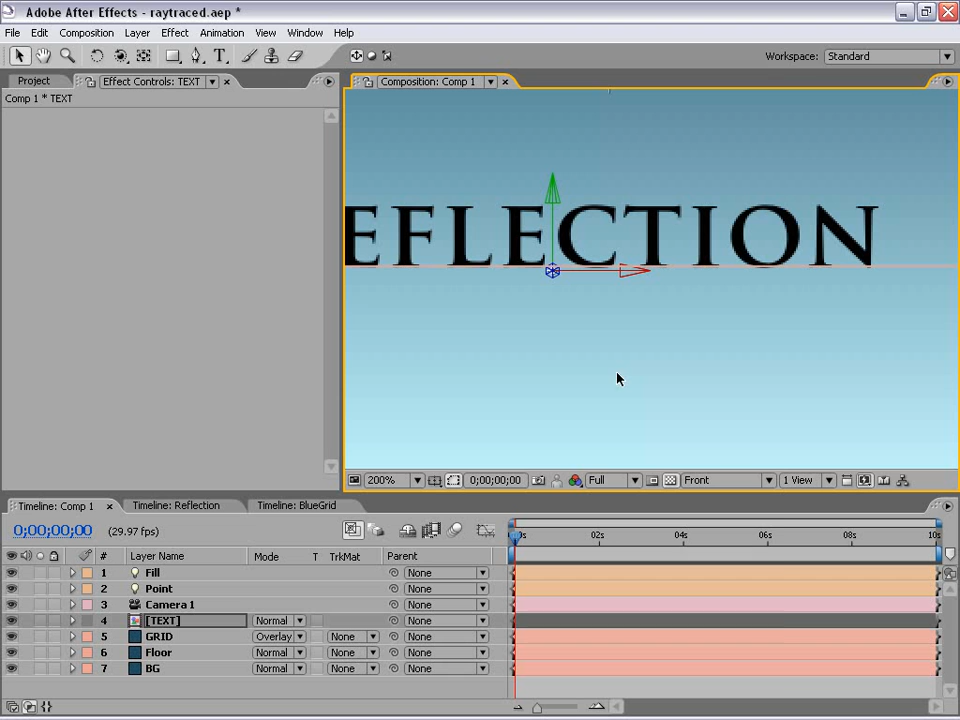 Adobe After Effects - raytraced.aep *
File Edit Composition Layer Effect Animation View Window Help
Workspace: Standard
Project Effect Controls: TEXT
Comp 1 * TEXT
Composition: Comp 1
EFLECTION
200% 0;00;00;00 Full Front 1 View
Timeline: Comp 1 Timeline: Reflection Timeline: BlueGrid
0;00;00;00 (29.97 fps)
0s 02s 04s 06s 08s 10s
# Layer Name Mode T TrkMat Parent
1 Fill None
2 Point None
3 Camera 1 None
4 [TEXT] Normal None
5 GRID Overlay None None
6 Floor Normal None None
7 BG Normal None None